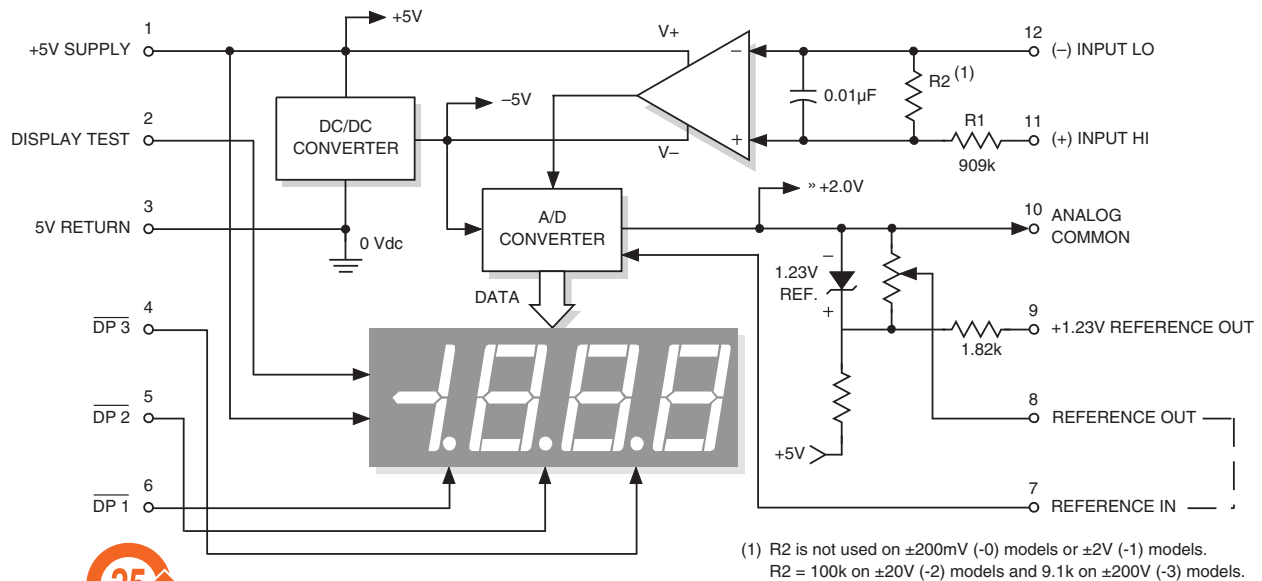 1
+5V SUPPLY
+5V
V+
12
(–) INPUT LO
–
R2 (1)
0.01µF
–5V
2
DISPLAY TEST
DC/DC
CONVERTER
R1
11
(+) INPUT HI
+
V–
909k
3
5V RETURN
0 Vdc
A/D
CONVERTER
» +2.0V
10
ANALOG
COMMON
–
1.23V
REF.
+
DATA
4
DP 3
9
+1.23V REFERENCE OUT
1.82k
-1.8.8.8
5
DP 2
8
REFERENCE OUT
+5V
6
DP 1
7
REFERENCE IN
(1) R2 is not used on ±200mV (-0) models or ±2V (-1) models.
R2 = 100k on ±20V (-2) models and 9.1k on ±200V (-3) models.